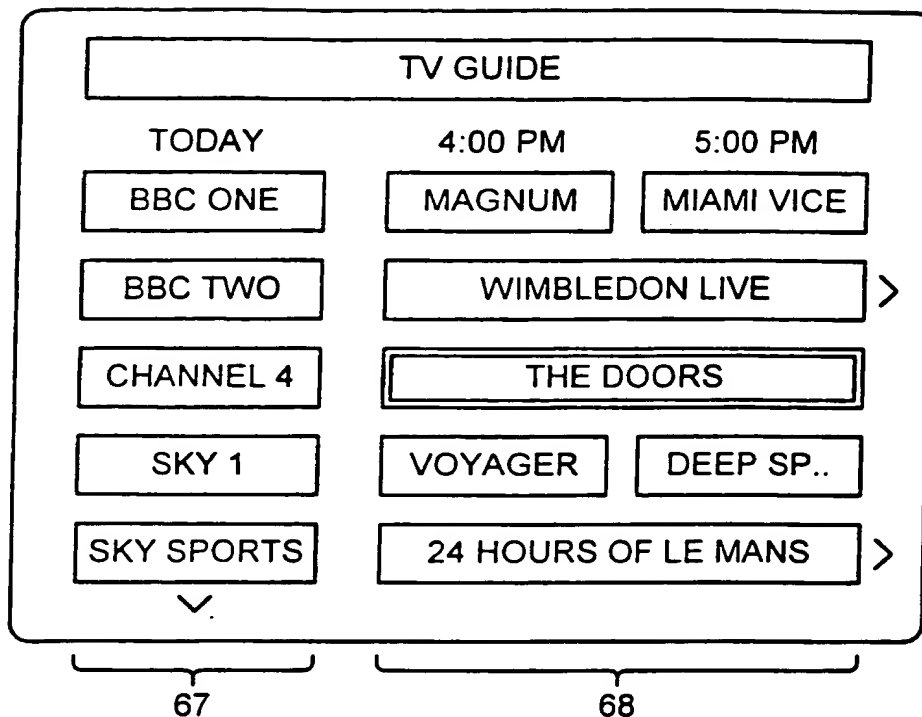 TV GUIDE
TODAY 4:00 PM 5:00 PM
BBC ONE MAGNUM MIAMI VICE
BBC TWO WIMBLEDON LIVE >
CHANNEL 4 THE DOORS
SKY 1 VOYAGER DEEP SP..
SKY SPORTS 24 HOURS OF LE MANS >
67 68